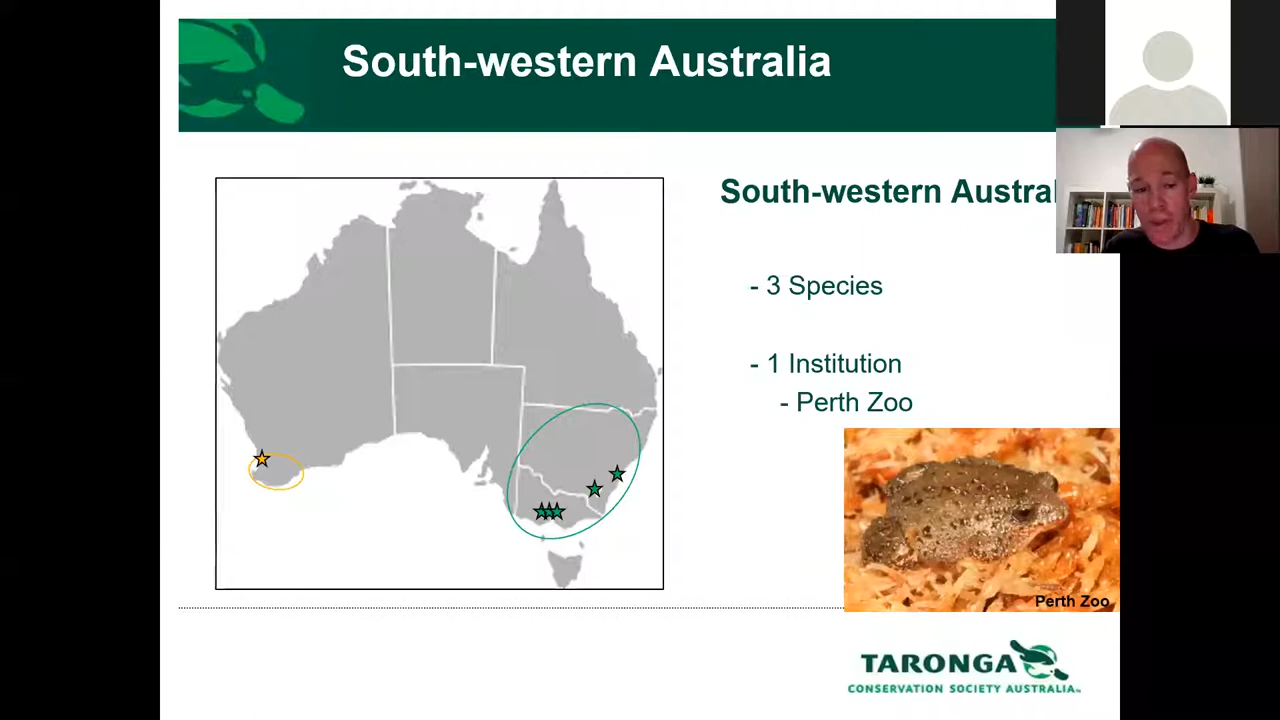 South-western Australia
South-western Austral
- 3 Species
- 1 Institution
- Perth Zoo
Perth Zoo
TARONGA
CONSERVATION SOCIETY AUSTRALIA